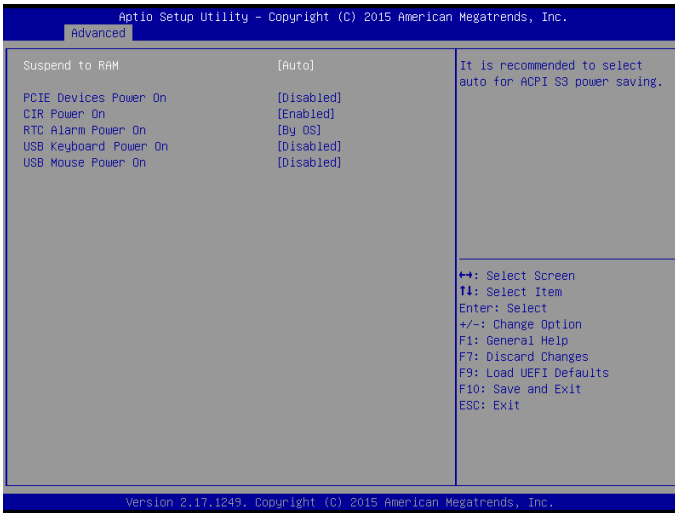 Aptio Setup Utility – Copyright (C) 2015 American Megatrends, Inc.
Advanced
Suspend to RAM [Auto]
PCIE Devices Power On [Disabled]
CIR Power On [Enabled]
RTC Alarm Power On [By OS]
USB Keyboard Power On [Disabled]
USB Mouse Power On [Disabled]
It is recommended to select
auto for ACPI S3 power saving.
↔: Select Screen
↑↓: Select Item
Enter: Select
+/-: Change Option
F1: General Help
F7: Discard Changes
F9: Load UEFI Defaults
F10: Save and Exit
ESC: Exit
Version 2.17.1249. Copyright (C) 2015 American Megatrends, Inc.